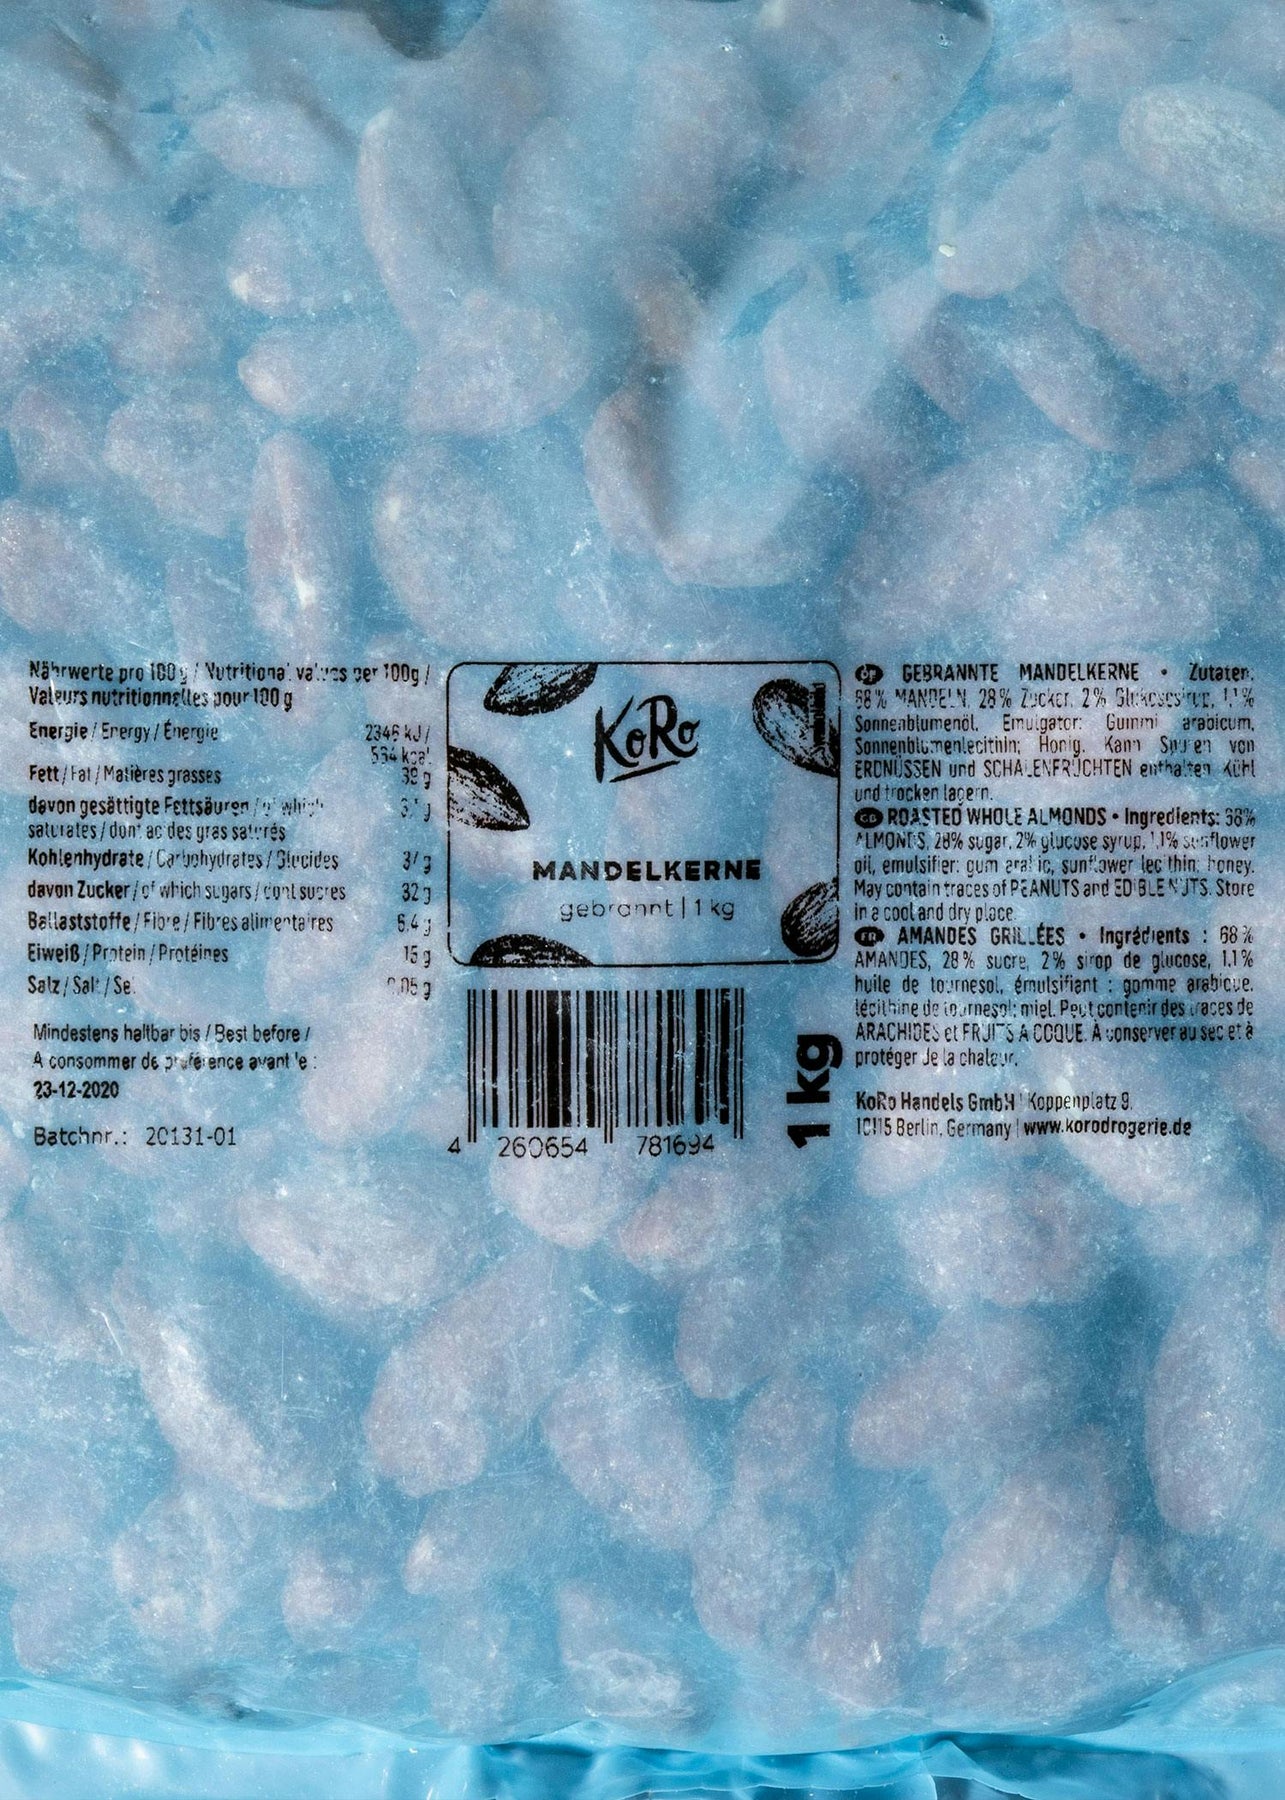 Nährwerte pro 100 g / Nutritional values per 100g /
Valeurs nutritionnelles pour 100 g
Energie / Energy / Énergie 2346 kJ /
564 kcal
Fett / Fat / Matières grasses 39 g
davon gesättigte Fettsäuren / of which
saturates / dont acides gras saturés
Kohlenhydrate / Carbohydrates / Glucides 37 g
davon Zucker / of which sugars / dont sucres 32 g
Ballaststoffe / Fibre / Fibres alimentaires 6,4 g
Eiweiß / Protein / Protéines 15 g
Salz / Salt / Sel 0,05 g
Mindestens haltbar bis / Best before /
A consommer de préférence avant le :
23-12-2020
Batchnr.: 20131-01
KoRo
MANDELKERNE
gebrannt | 1 kg
4 260654 781694
1 kg
DE GEBRANNTE MANDELKERNE • Zutaten:
68 % MANDELN, 28 % Zucker, 2 % Glukosesirup, 1,1 %
Sonnenblumenöl, Emulgator: Gummi arabicum,
Sonnenblumenlecithin; Honig. Kann Spuren von
ERDNÜSSEN und SCHALENFRÜCHTEN enthalten. Kühl
und trocken lagern.
GB ROASTED WHOLE ALMONDS • Ingredients: 68%
ALMONDS, 28% sugar, 2% glucose syrup, 1,1% sunflower
oil, emulsifier: gum arabic, sunflower lecithin; honey.
May contain traces of PEANUTS and EDIBLE NUTS. Store
in a cool and dry place.
FR AMANDES GRILLÉES • Ingrédients : 68 %
AMANDES, 28 % sucre, 2 % sirop de glucose, 1,1 %
huile de tournesol, émulsifiant : gomme arabique,
lécithine de tournesol; miel. Peut contenir des traces de
ARACHIDES et FRUITS A COQUE. À conserver au sec et à
protéger de la chaleur.
KoRo Handels GmbH | Koppenplatz 9,
10115 Berlin, Germany | www.korodrogerie.de